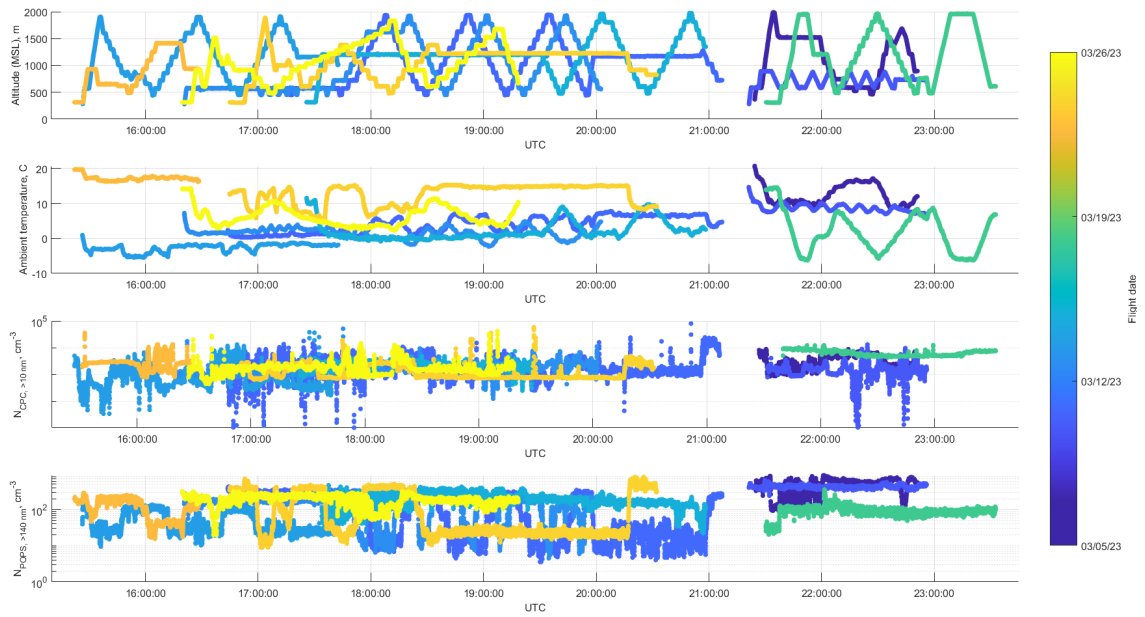 2000
1500
1000
500
0
Altitude (MSL), m
16:00:00 17:00:00 18:00:00 19:00:00 20:00:00 21:00:00 22:00:00 23:00:00
UTC
20
10
0
-10
Ambient temperature, C
16:00:00 17:00:00 18:00:00 19:00:00 20:00:00 21:00:00 22:00:00 23:00:00
UTC
10^5
N_CPC, >10 nm, cm^-3
16:00:00 17:00:00 18:00:00 19:00:00 20:00:00 21:00:00 22:00:00 23:00:00
UTC
10^2
10^0
N_POPS, >140 nm, cm^-3
16:00:00 17:00:00 18:00:00 19:00:00 20:00:00 21:00:00 22:00:00 23:00:00
UTC
03/26/23
03/19/23
03/12/23
03/05/23
Flight date